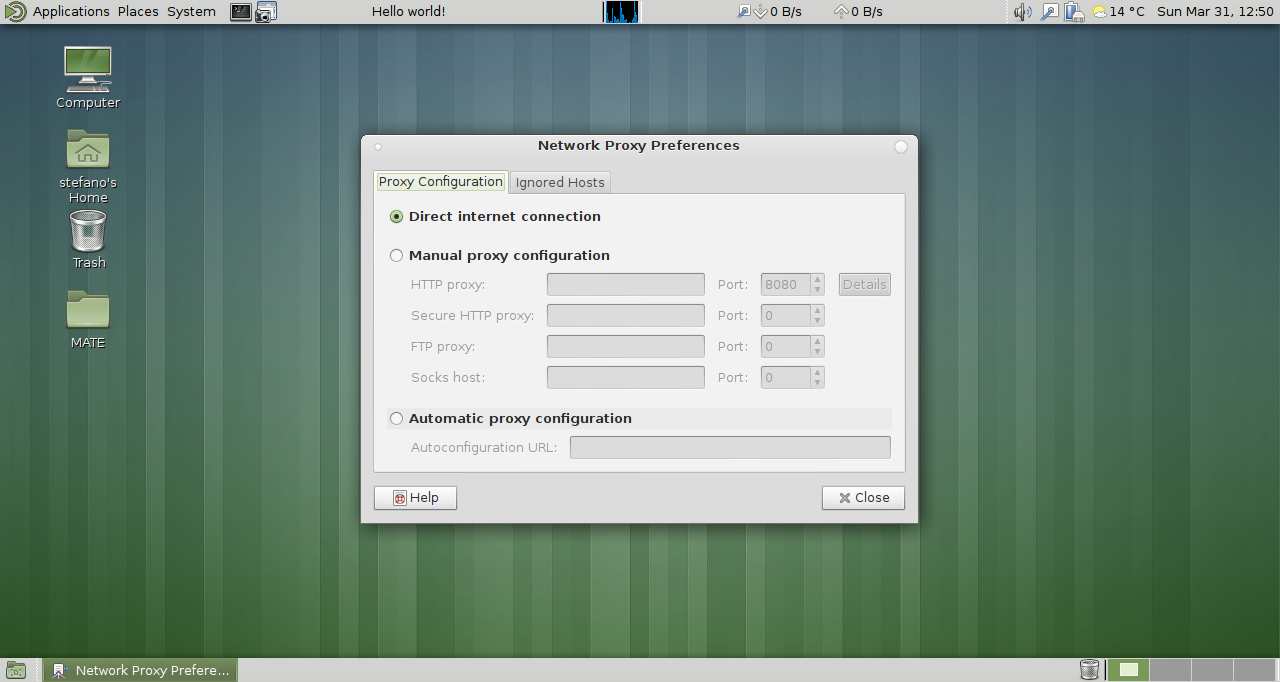 Applications Places System Hello world! 0 B/s 0 B/s 14 °C Sun Mar 31, 12:50
Computer
stefano's
Home
Trash
MATE
Network Proxy Preferences
Proxy Configuration Ignored Hosts
Direct internet connection
Manual proxy configuration
HTTP proxy: Port: 8080 Details
Secure HTTP proxy: Port: 0
FTP proxy: Port: 0
Socks host: Port: 0
Automatic proxy configuration
Autoconfiguration URL:
Help Close
Network Proxy Prefere...